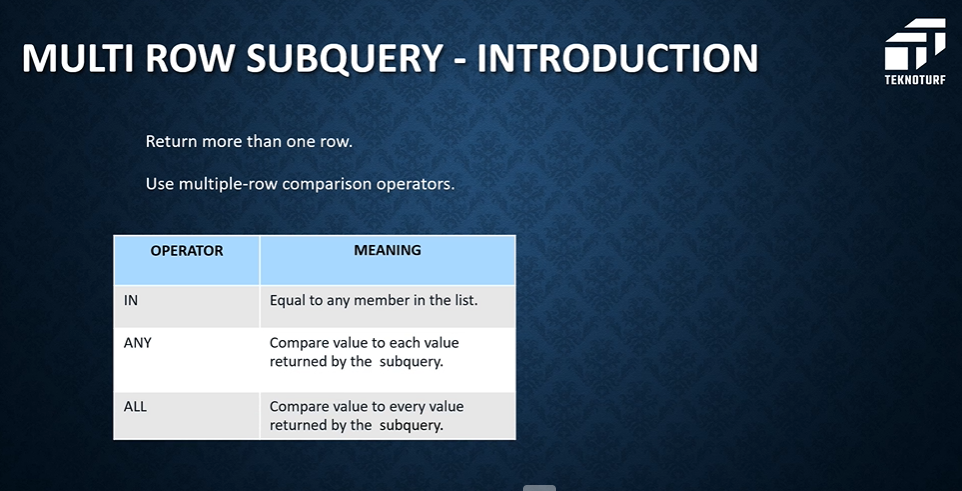 MULTI ROW SUBQUERY - INTRODUCTION
TEKNOTURF
Return more than one row.
Use multiple-row comparison operators.
OPERATOR MEANING
IN Equal to any member in the list.
ANY Compare value to each value
returned by the subquery.
ALL Compare value to every value
returned by the subquery.